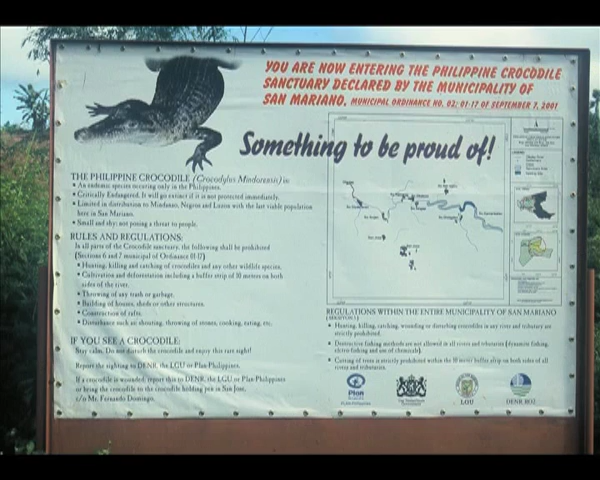 YOU ARE NOW ENTERING THE PHILIPPINE CROCODILE
SANCTUARY DECLARED BY THE MUNICIPALITY OF
SAN MARIANO, MUNICIPAL ORDINANCE NO. 02; 01-17 OF SEPTEMBER 7, 2001
Something to be proud of!
THE PHILIPPINE CROCODILE (Crocodylus Mindorensis) is:
• An endemic species occuring only in the Philippines.
• Critically Endangered. It will go extinct if it is not protected immediately.
• Limited in distribution to Mindanao, Negros and Luzon with the last viable population
here in San Mariano.
• Small and shy: not posing a threat to people.
RULES AND REGULATIONS:
In all parts of the Crocodile sanctuary, the following shall be prohibited
(Sections 6 and 7 municipal of Ordinance 01-17)
• Hunting, killing and catching of crocodiles and any other wildlife species.
• Cultivation and deforestation including a buffer strip of 10 meters on both
sides of the river.
• Throwing of any trash or garbage.
• Building of houses, sheds or other structures.
• Construction of rafts.
• Disturbance such as: shouting, throwing of stones, cooking, eating, etc.
IF YOU SEE A CROCODILE:
Stay calm. Do not disturb the crocodile and enjoy this rare sight!
Report the sighting to DENR, the LGU or Plan Philippines.
If a crocodile is wounded, report this to DENR, the LGU or Plan Philippines
or bring the crocodile to the crocodile holding pen in San Jose,
c/o Mr. Fernando Domingo.
REGULATIONS WITHIN THE ENTIRE MUNICIPALITY OF SAN MARIANO
• Hunting, killing, catching, wounding or disturbing crocodiles in any rivers and tributary are
strictly prohibited.
• Destructive fishing methods are not allowed in all rivers and tributaries (dynamite fishing,
electro fishing and use of chemicals).
• Cutting of trees is strictly prohibited within the 10 meter buffer strip on both sides of all
rivers and tributaries.
Plan
LGU
DENR R02